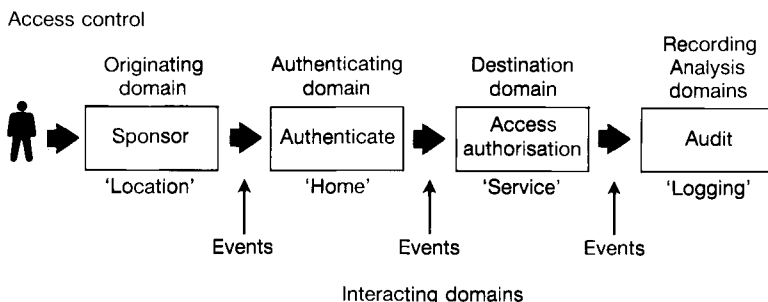 Access control
Originating
domain
Authenticating
domain
Destination
domain
Recording
Analysis
domains
Sponsor
Authenticate
Access
authorisation
Audit
'Location'
'Home'
'Service'
'Logging'
Events
Events
Events
Interacting domains